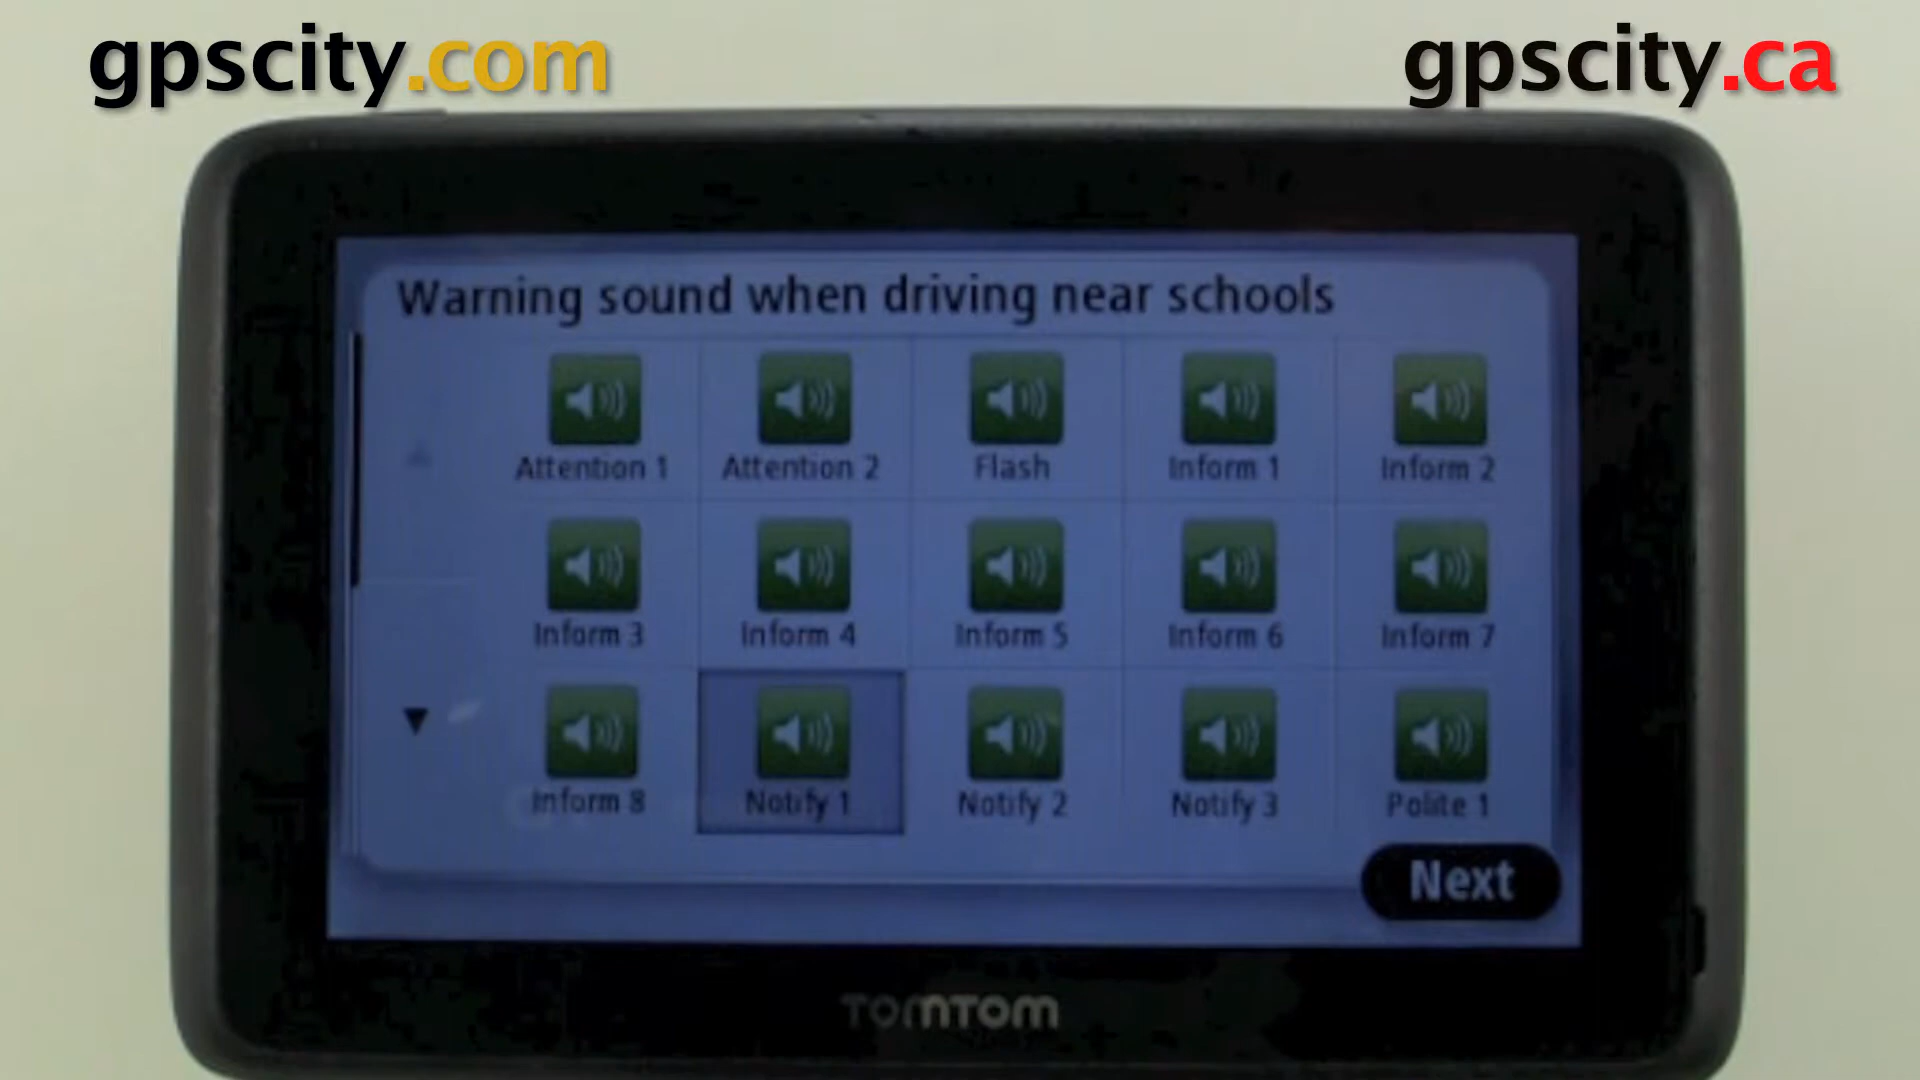 gpscity.com
gpscity.ca
Warning sound when driving near schools
Attention 1
Attention 2
Flash
Inform 1
Inform 2
Inform 3
Inform 4
Inform 5
Inform 6
Inform 7
Inform 8
Notify 1
Notify 2
Notify 3
Polite 1
Next
TOMTOM